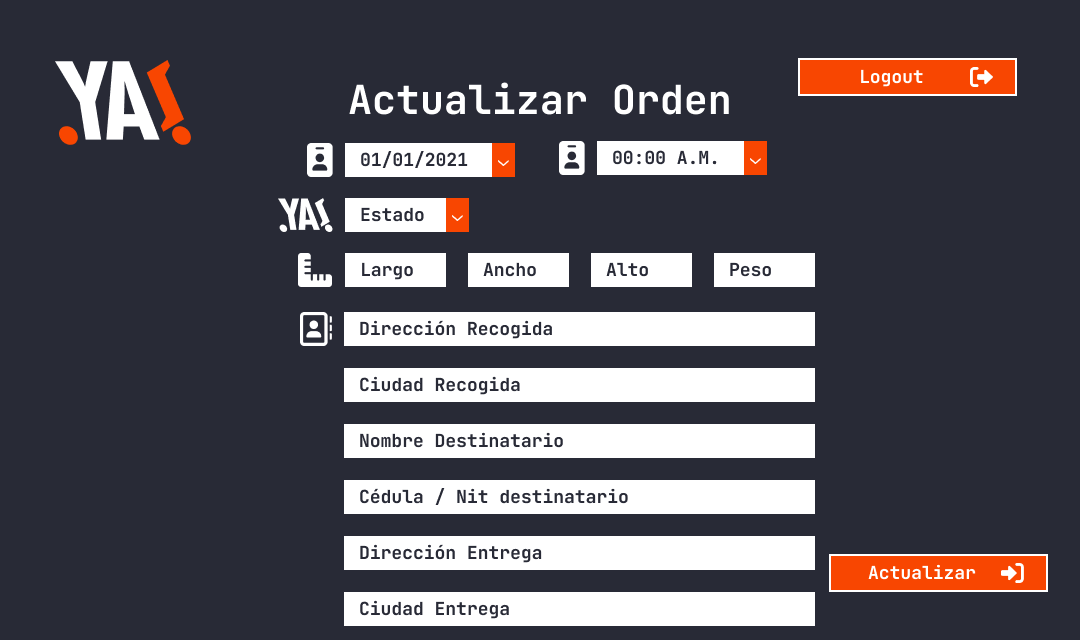 YA!
Logout
Actualizar Orden
01/01/2021
00:00 A.M.
YA!
Estado
Largo
Ancho
Alto
Peso
Dirección Recogida
Ciudad Recogida
Nombre Destinatario
Cédula / Nit destinatario
Dirección Entrega
Actualizar
Ciudad Entrega